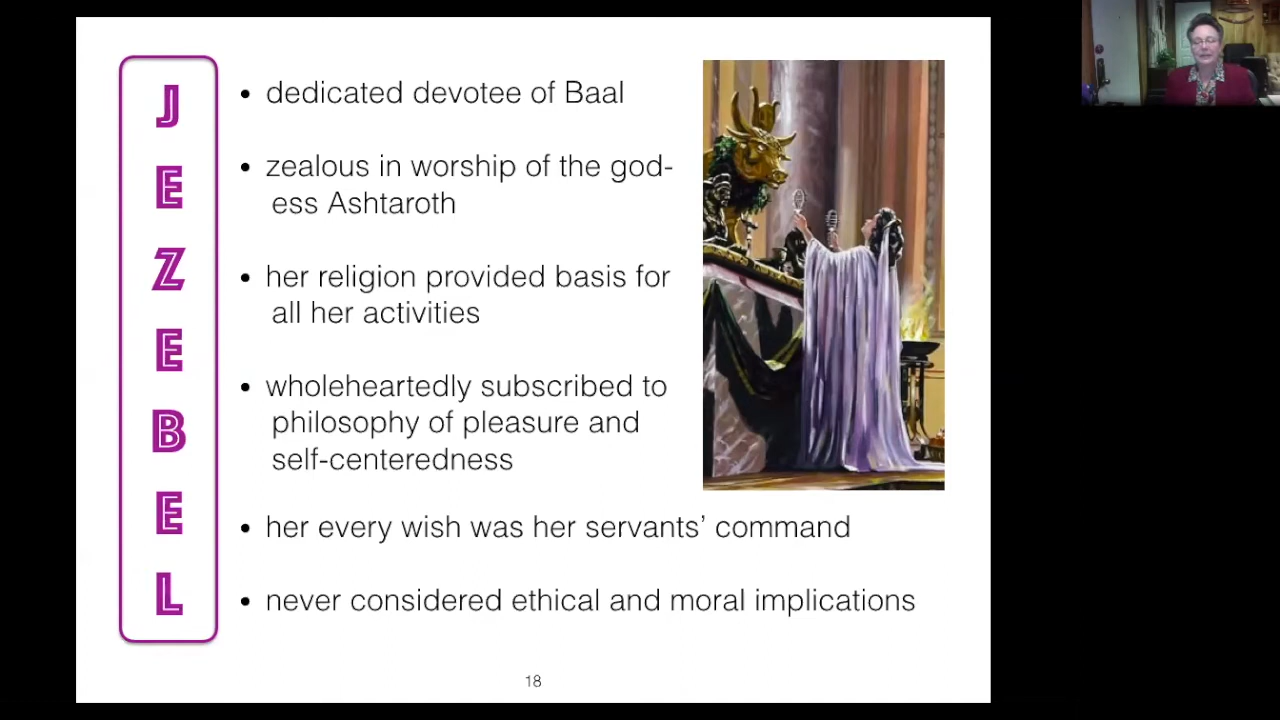 JEZEBEL
• dedicated devotee of Baal
• zealous in worship of the god-
ess Ashtaroth
• her religion provided basis for
all her activities
• wholeheartedly subscribed to
philosophy of pleasure and
self-centeredness
• her every wish was her servants’ command
• never considered ethical and moral implications
18